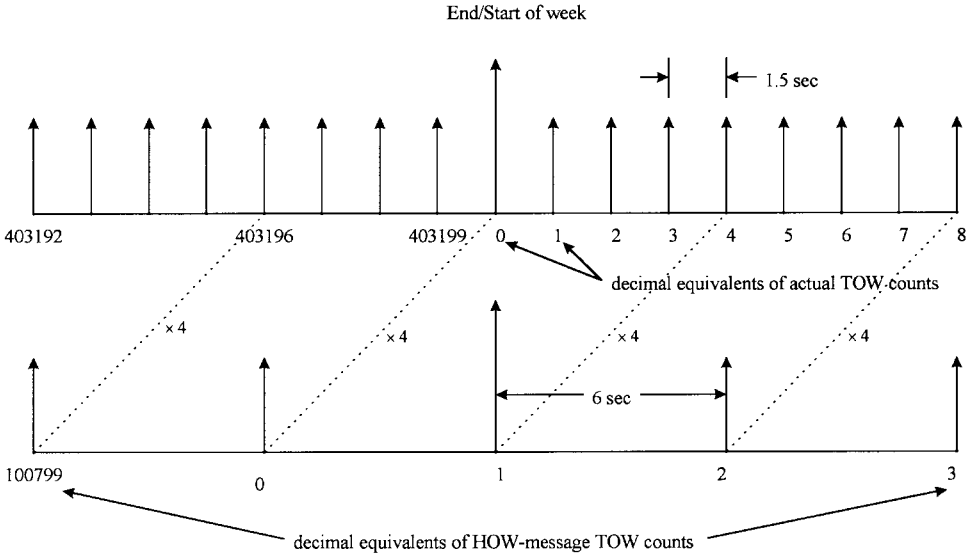 End/Start of week
1.5 sec
403192 403196 403199 0 1 2 3 4 5 6 7 8
decimal equivalents of actual TOW counts
× 4 × 4 × 4 × 4
6 sec
100799 0 1 2 3
decimal equivalents of HOW-message TOW counts